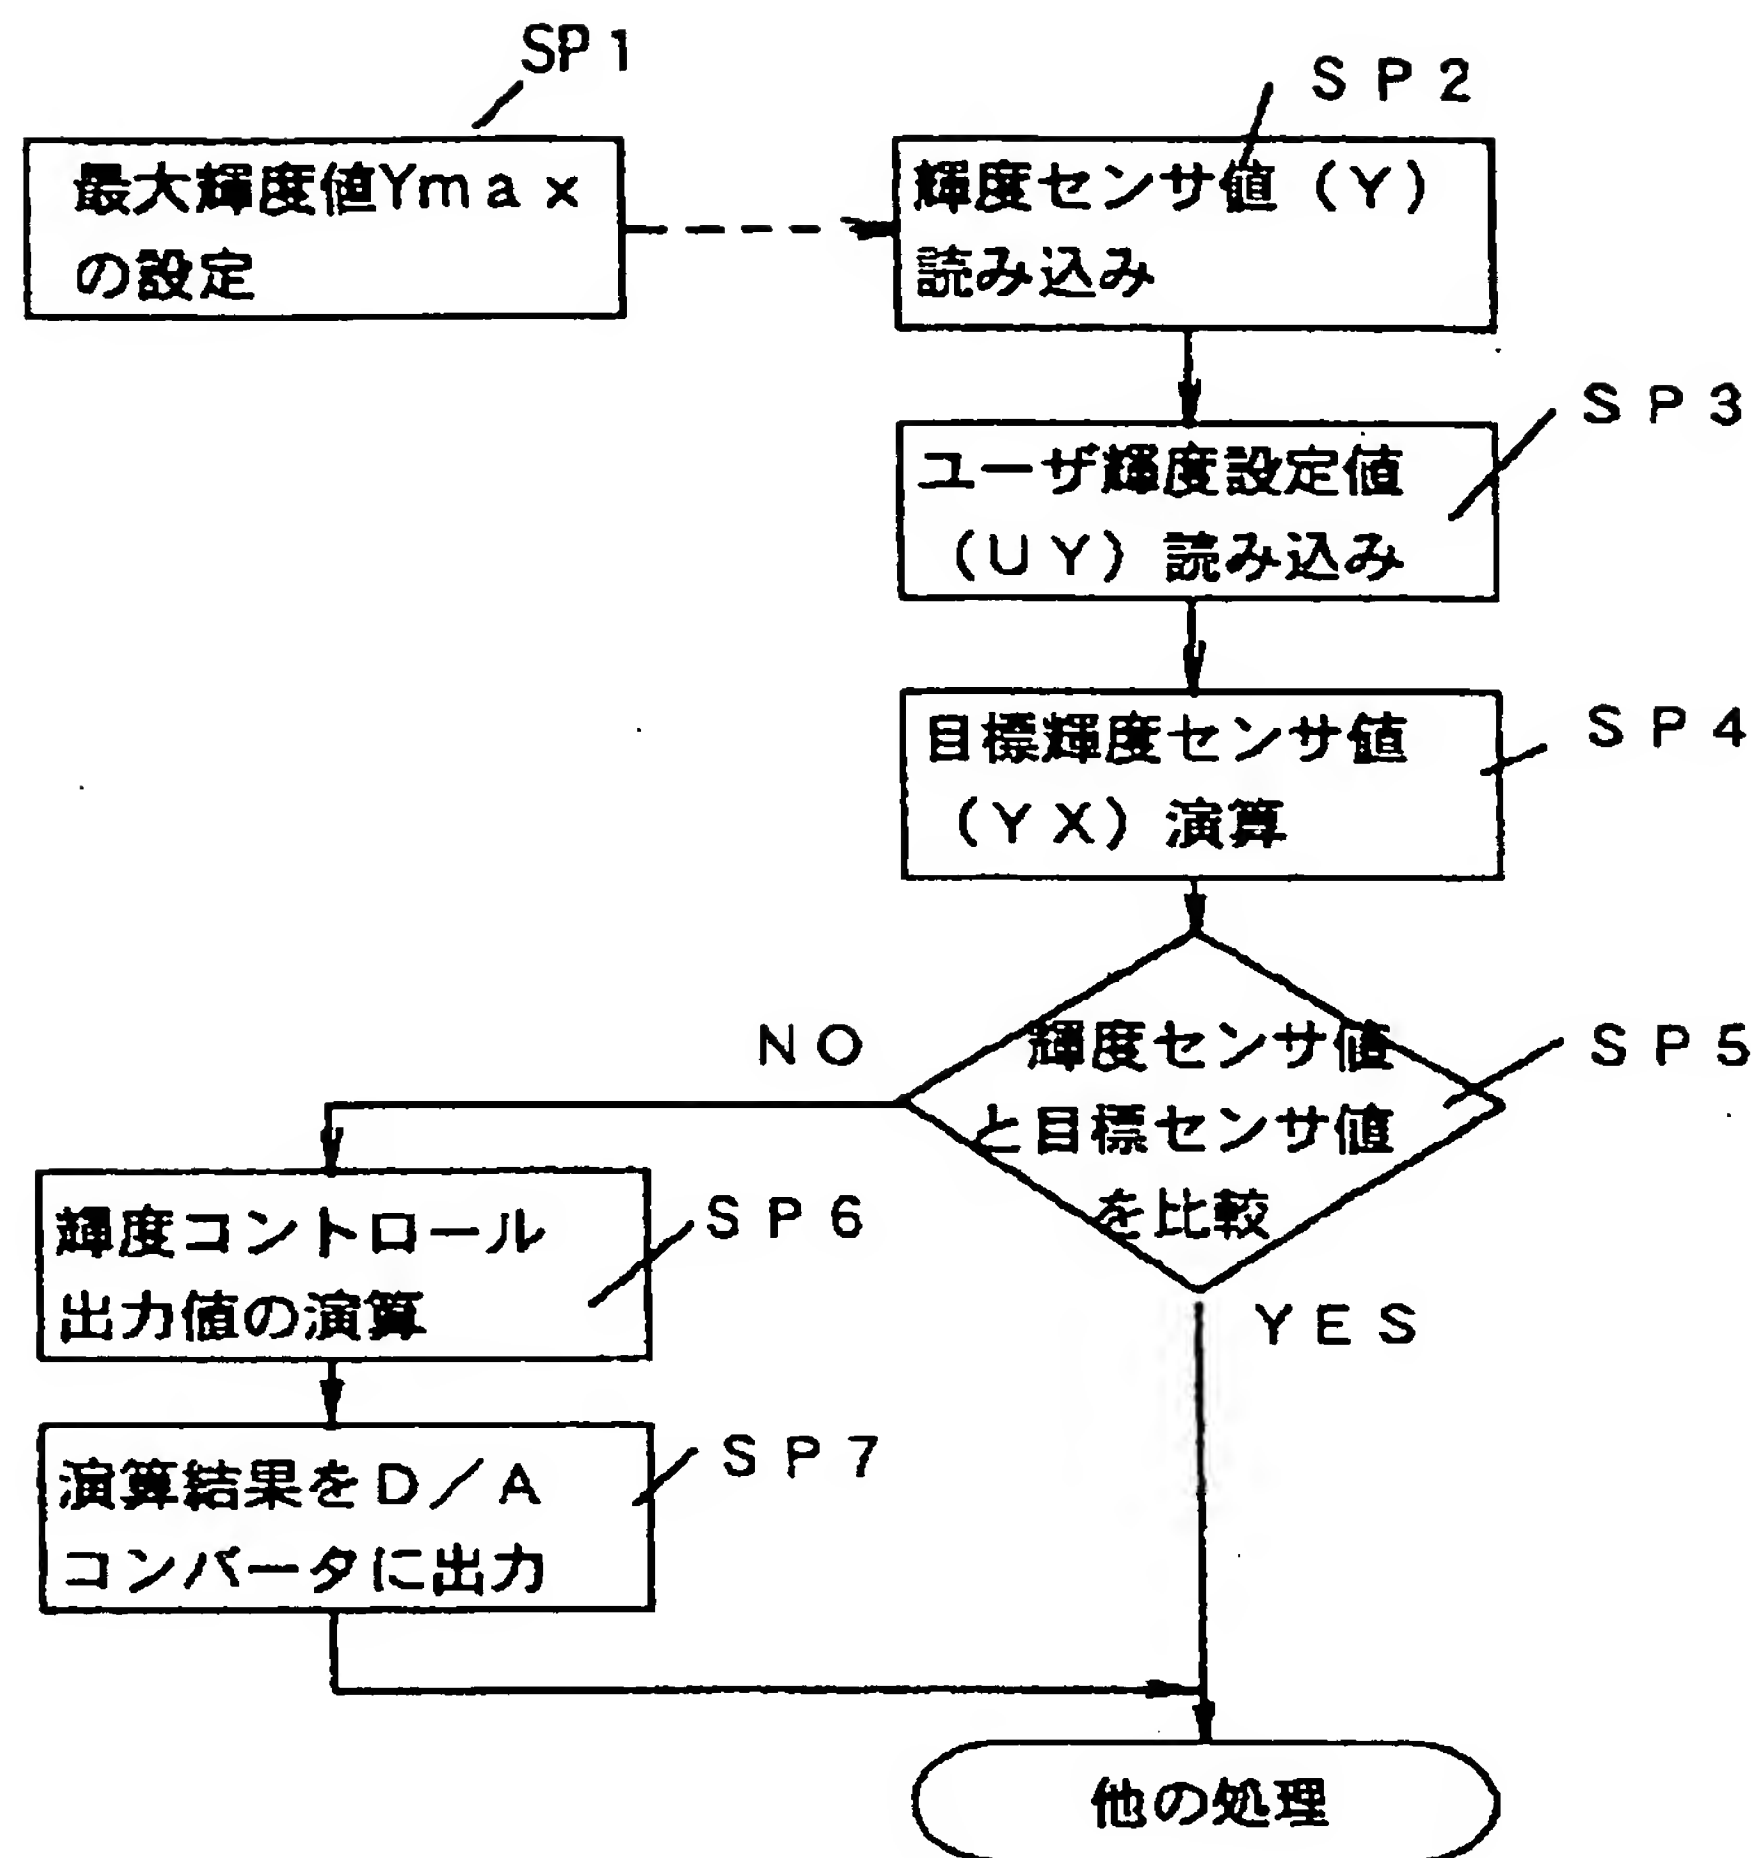 SP1
最大輝度値Ymax
の設定
SP2
輝度センサ値(Y)
読み込み
SP3
ユーザ輝度設定値
(UY)読み込み
SP4
目標輝度センサ値
(YX)演算
SP5
輝度センサ値
と目標センサ値
を比較
NO
YES
SP6
輝度コントロール
出力値の演算
SP7
演算結果をD/A
コンバータに出力
他の処理